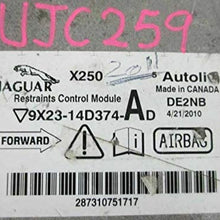 UJC259
JAGUAR X250 2011 5 Autoliv
Restraints Control Module Made in CANADA
9X23-14D374-AD DE2NB
4/21/2010
FORWARD ! i AIRBAG
287310751717